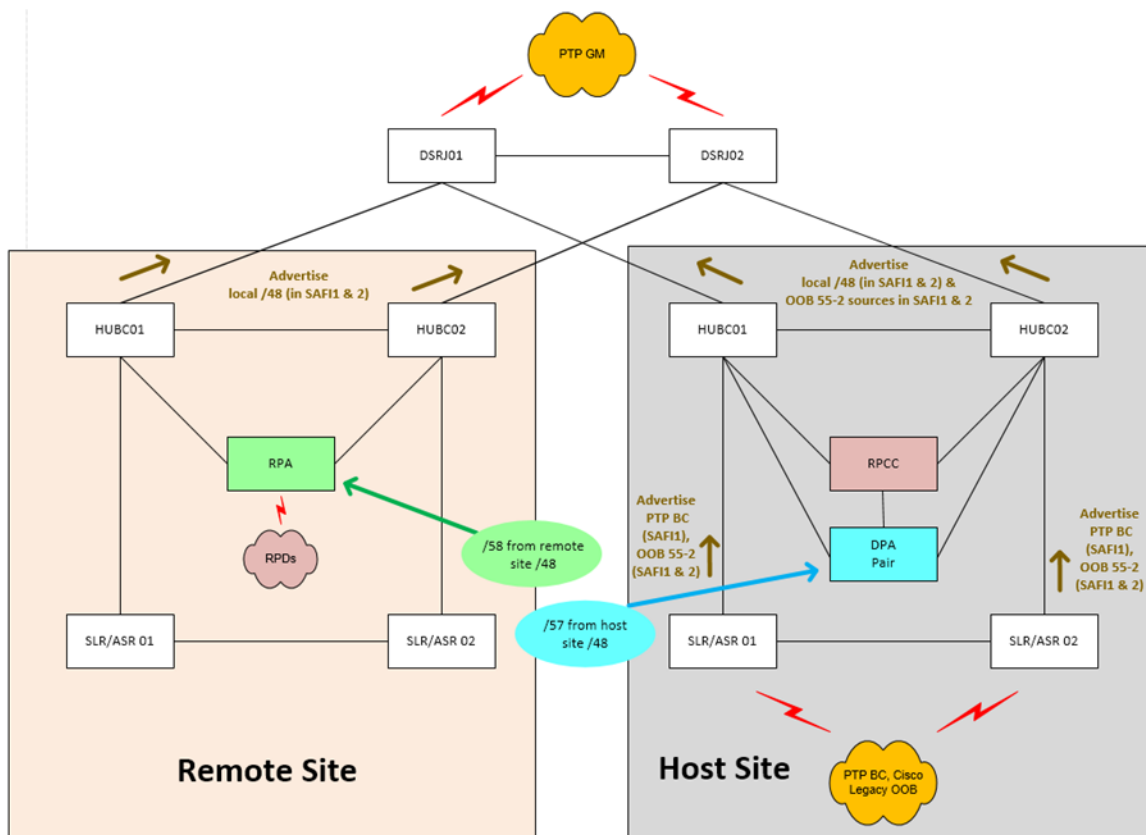 PTP GM
DSRJ01
DSRJ02
Advertise
local /48 (in SAFI1 & 2)
Advertise
local /48 (in SAFI1 & 2) &
OOB 55-2 sources in SAFI1 & 2
HUBC01
HUBC02
HUBC01
HUBC02
RPA
RPCC
Advertise
PTP BC
(SAFI1),
OOB 55-2
(SAFI1 & 2)
Advertise
PTP BC
(SAFI1),
OOB 55-2
(SAFI1 & 2)
/58 from remote
site /48
DPA
Pair
RPDs
/57 from host
site /48
SLR/ASR 01
SLR/ASR 02
SLR/ASR 01
SLR/ASR 02
Remote Site
Host Site
PTP BC, Cisco
Legacy OOB